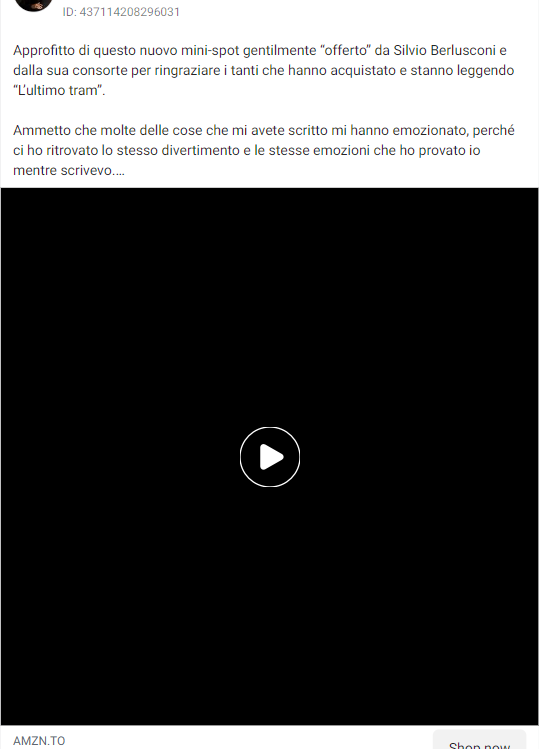 ID: 437114208296031
Approfitto di questo nuovo mini-spot gentilmente “offerto” da Silvio Berlusconi e
dalla sua consorte per ringraziare i tanti che hanno acquistato e stanno leggendo
“L’ultimo tram”.
Ammetto che molte delle cose che mi avete scritto mi hanno emozionato, perché
ci ho ritrovato lo stesso divertimento e le stesse emozioni che ho provato io
mentre scrivevo....
AMZN.TO
Shop now